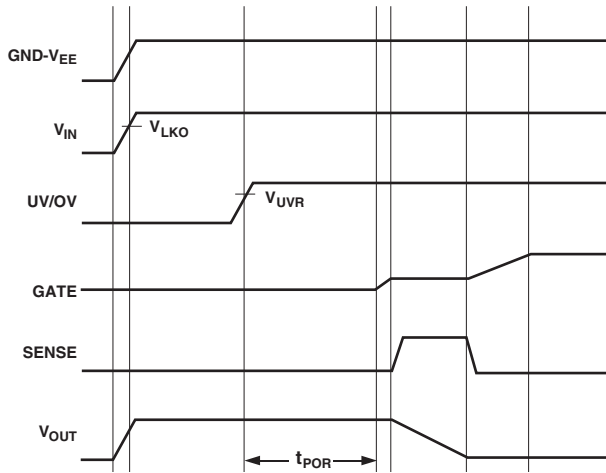 GND-VEE
VIN
VLKO
UV/OV
VUVR
GATE
SENSE
VOUT
tPOR